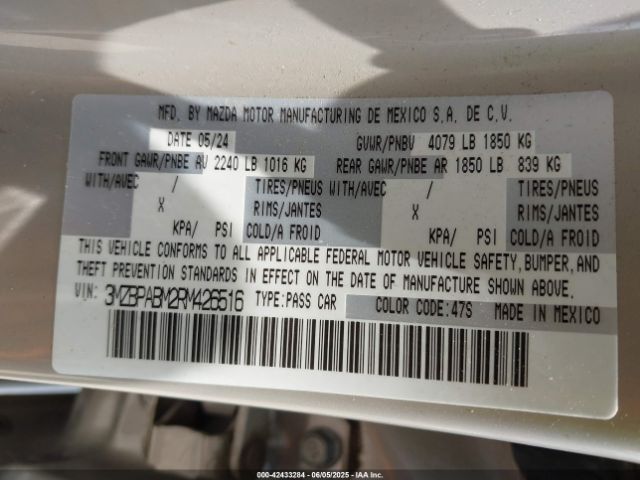 MFD. BY MAZDA MOTOR MANUFACTURING DE MEXICO S.A. DE C.V.
DATE 05/24 GVWR/PNBV 4079 LB 1850 KG
FRONT GAWR/PNBE AV 2240 LB 1016 KG REAR GAWR/PNBE AR 1850 LB 839 KG
WITH/AVEC / TIRES/PNEUS WITH/AVEC / TIRES/PNEUS
X RIMS/JANTES X RIMS/JANTES
KPA/ PSI COLD/A FROID KPA/ PSI COLD/A FROID
THIS VEHICLE CONFORMS TO ALL APPLICABLE FEDERAL MOTOR VEHICLE SAFETY, BUMPER, AND
THEFT PREVENTION STANDARDS IN EFFECT ON THE DATE OF MANUFACTURE SHOWN ABOVE.
VIN: 3MZBPABM2RM426516 TYPE:PASS CAR COLOR CODE:47S MADE IN MEXICO
000-42433284 | 06/05/2025 | IAA Inc.